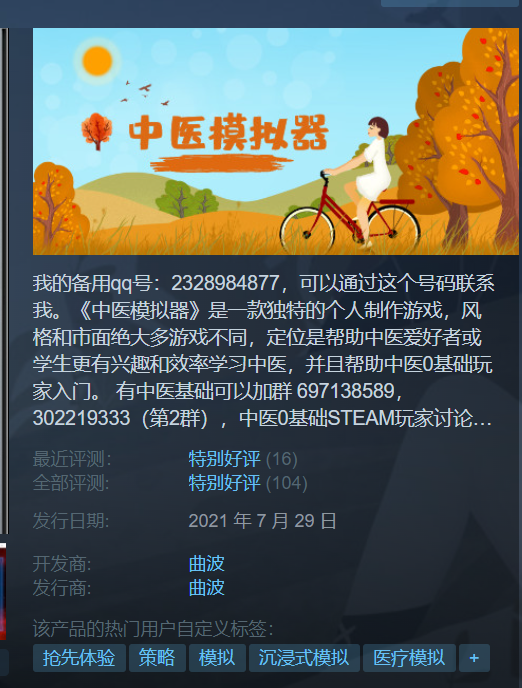 中医模拟器
我的备用qq号：2328984877，可以通过这个号码联系
我。《中医模拟器》是一款独特的个人制作游戏，风
格和市面绝大多游戏不同，定位是帮助中医爱好者或
学生更有兴趣和效率学习中医，并且帮助中医0基础玩
家入门。 有中医基础可以加群 697138589，
302219333（第2群），中医0基础STEAM玩家讨论...
最近评测： 特别好评 (16)
全部评测: 特别好评 (104)
发行日期: 2021 年 7 月 29 日
开发商: 曲波
发行商: 曲波
该产品的热门用户自定义标签：
抢先体验 策略 模拟 沉浸式模拟 医疗模拟 +